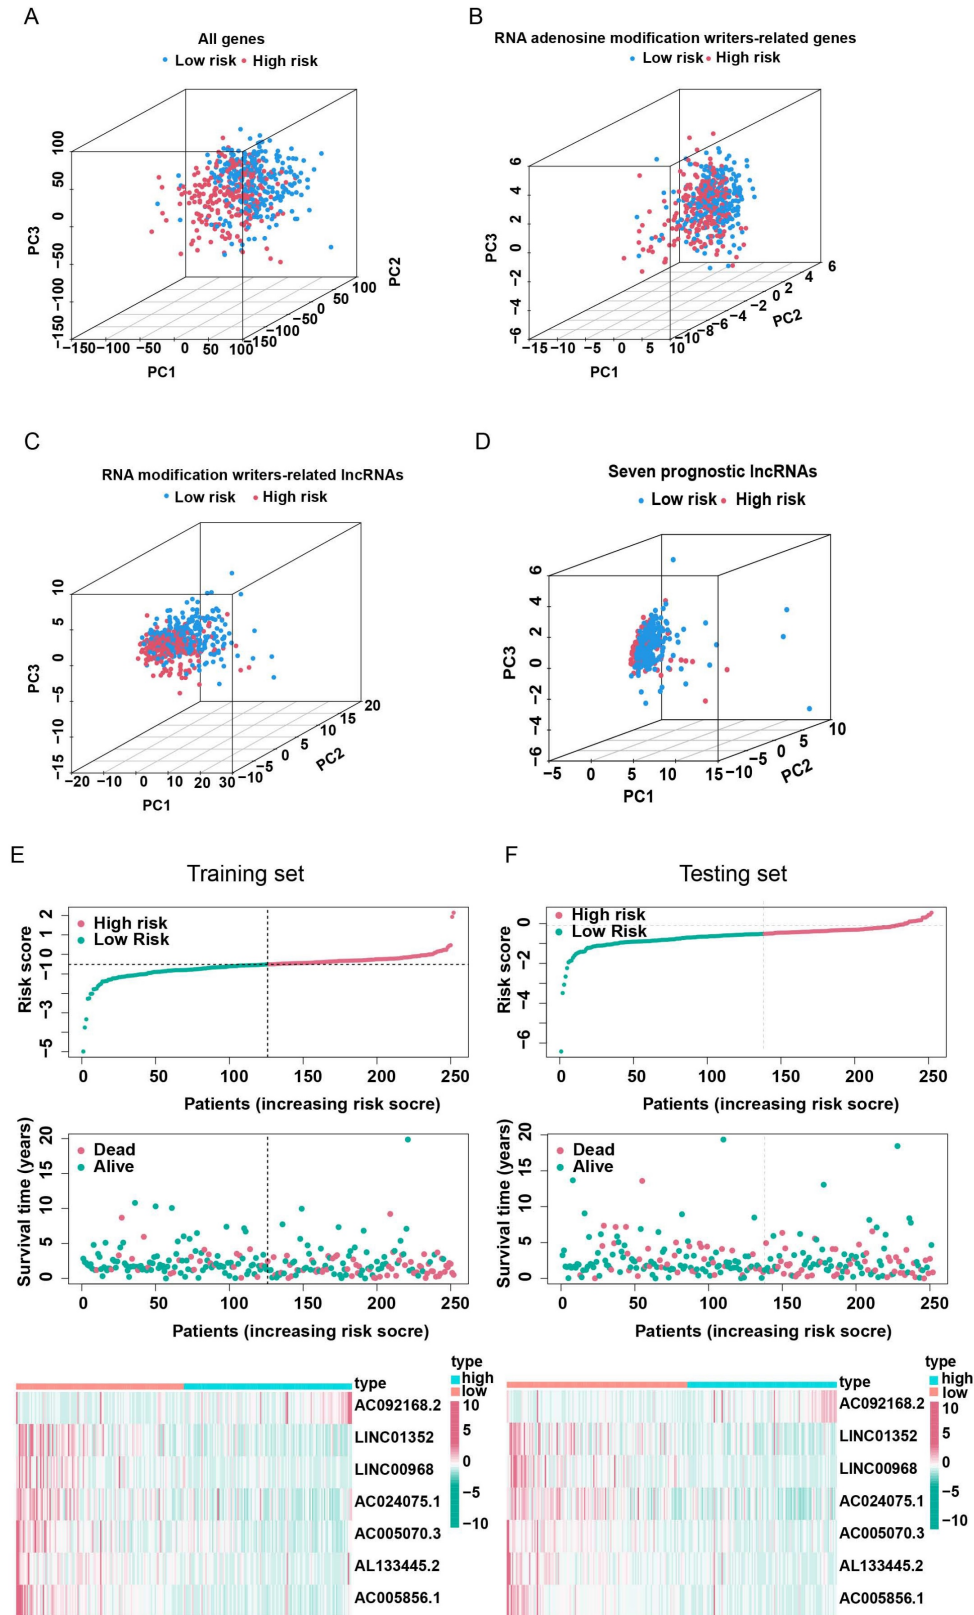 A
All genes
Low risk High risk
100
50
0
−50
−100
−150
PC3
−150 −100 −50 0 50 100
PC1
−150 −100 −50 0 50 100
PC2
B
RNA adenosine modification writers-related genes
Low risk High risk
6
4
2
0
−2
−4
−6
PC3
−15 −10 −5 0 5 10
PC1
−10 −8 −6 −4 −2 0 2 4 6
PC2
C
RNA modification writers-related lncRNAs
Low risk High risk
10
5
0
−5
−10
−15
PC3
−20 −10 0 10 20 30
PC1
−10 −5 0 5 10 15 20
PC2
D
Seven prognostic lncRNAs
Low risk High risk
6
4
2
0
−2
−4
−6
PC3
−5 0 5 10 15
PC1
−10 −5 0 5 10
PC2
E
Training set
High risk
Low Risk
Risk score
2
0
−1
−3
−5
0 50 100 150 200 250
Patients (increasing risk socre)
Dead
Alive
Survival time (years)
20
15
10
5
0
0 50 100 150 200 250
Patients (increasing risk socre)
type
AC092168.2
LINC01352
LINC00968
AC024075.1
AC005070.3
AL133445.2
AC005856.1
type
high
low
10
5
0
−5
−10
F
Testing set
High risk
Low Risk
Risk score
0
−2
−4
−6
0 50 100 150 200 250
Patients (increasing risk socre)
Dead
Alive
Survival time (years)
20
15
10
5
0
0 50 100 150 200 250
Patients (increasing risk socre)
type
AC092168.2
LINC01352
LINC00968
AC024075.1
AC005070.3
AL133445.2
AC005856.1
type
high
low
10
5
0
−5
−10